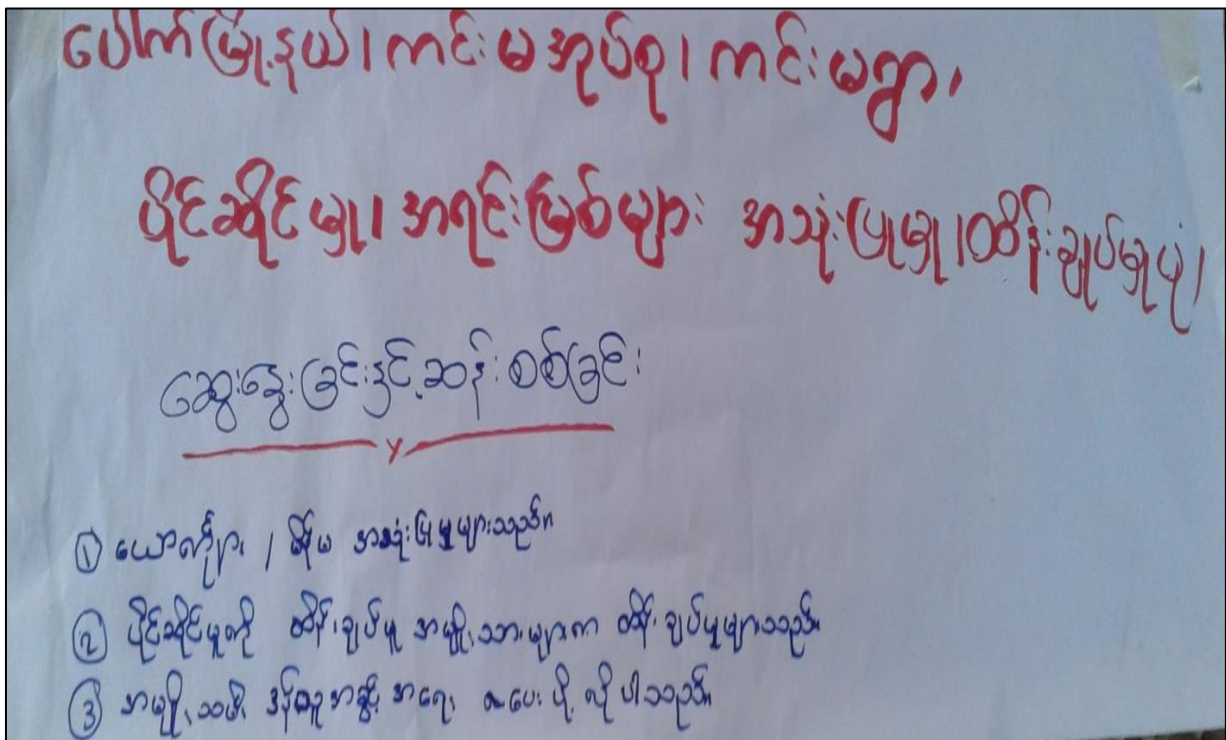 ပေါက်မြို့နယ်၊ ကင်းမအုပ်စု၊ ကင်းမရွာ၊
ပိုင်ဆိုင်မှု၊ အရင်းမြစ်များ အသုံးပြုမှု၊ ထိန်းချုပ်မှုပုံ၊
ဆွေးနွေးခြင်းနှင့် ဆန်းစစ်ခြင်း
① ယောကျ်ား / မိန်းမ အသုံးပြုမှုများသည်။
② ပိုင်ဆိုင်မှုကို ထိန်းချုပ်မှု အမျိုးသားများက ထိန်းချုပ်မှုများသည်။
③ အမျိုးသမီး အခွင့်အရေး ပေးဖို့ လိုပါသည်။